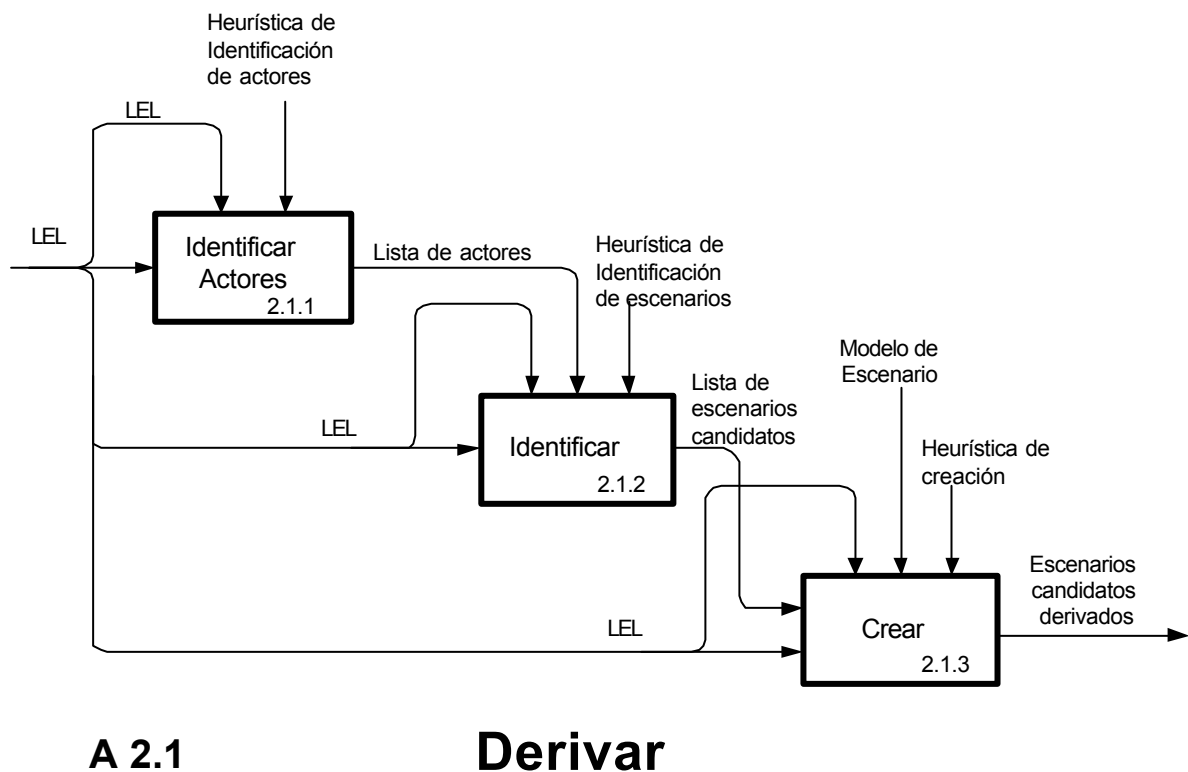 Heurística de
Identificación
de actores
LEL
LEL
Identificar
Actores
2.1.1
Lista de actores
Heurística de
Identificación
de escenarios
Modelo de
Escenario
LEL
Identificar
2.1.2
Lista de
escenarios
candidatos
Heurística de
creación
LEL
Crear
2.1.3
Escenarios
candidatos
derivados
A 2.1
Derivar